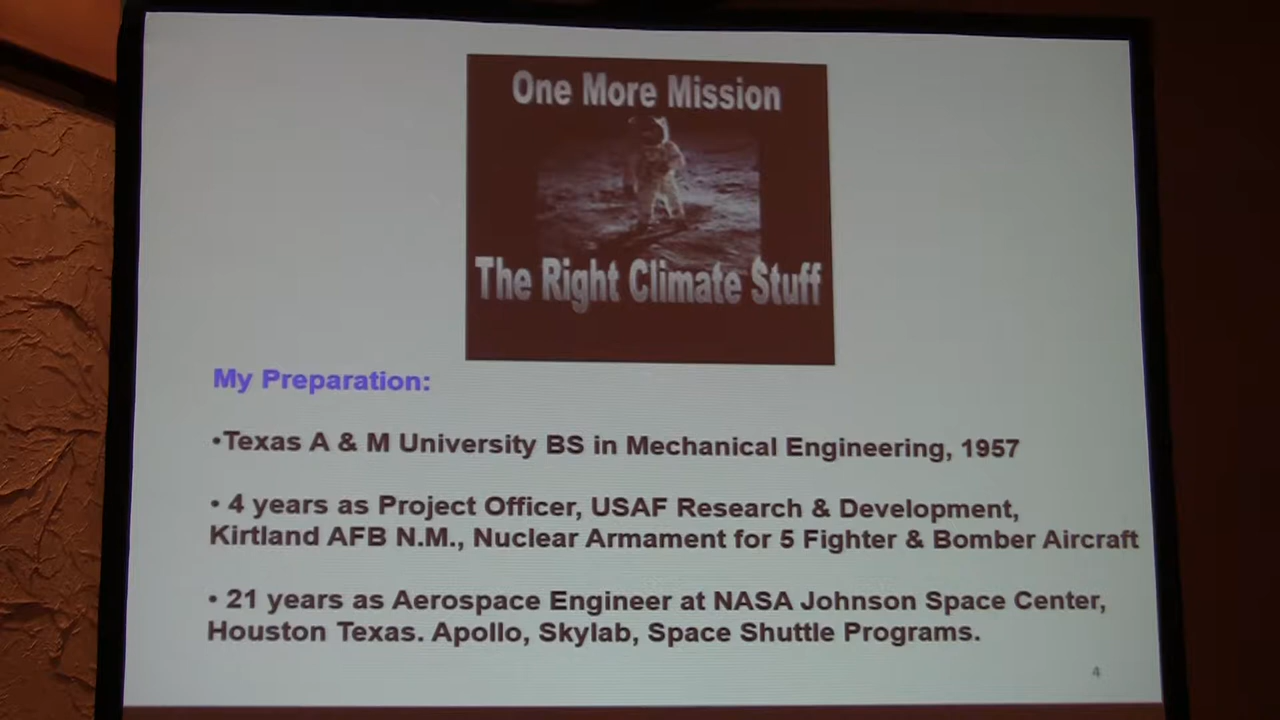 One More Mission
The Right Climate Stuff
My Preparation:
•Texas A & M University BS in Mechanical Engineering, 1957
• 4 years as Project Officer, USAF Research & Development,
Kirtland AFB N.M., Nuclear Armament for 5 Fighter & Bomber Aircraft
• 21 years as Aerospace Engineer at NASA Johnson Space Center,
Houston Texas. Apollo, Skylab, Space Shuttle Programs.
4